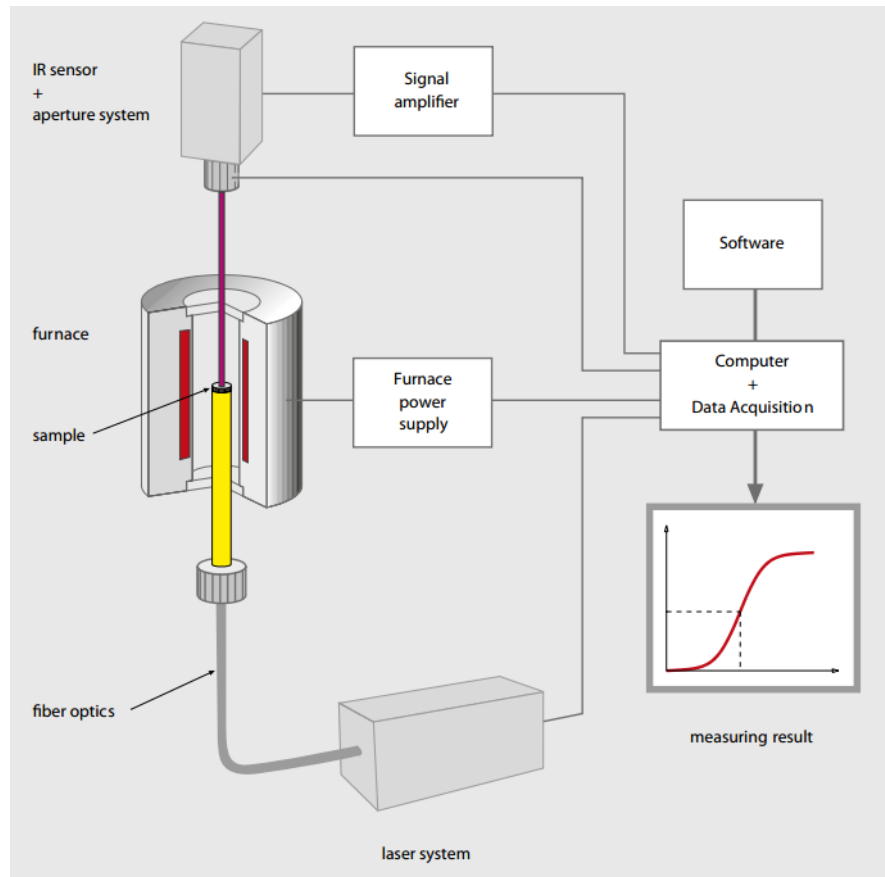 IR sensor
+
aperture system
Signal
amplifier
Software
furnace
Furnace
power
supply
Computer
+
Data Acquisition
sample
fiber optics
measuring result
laser system